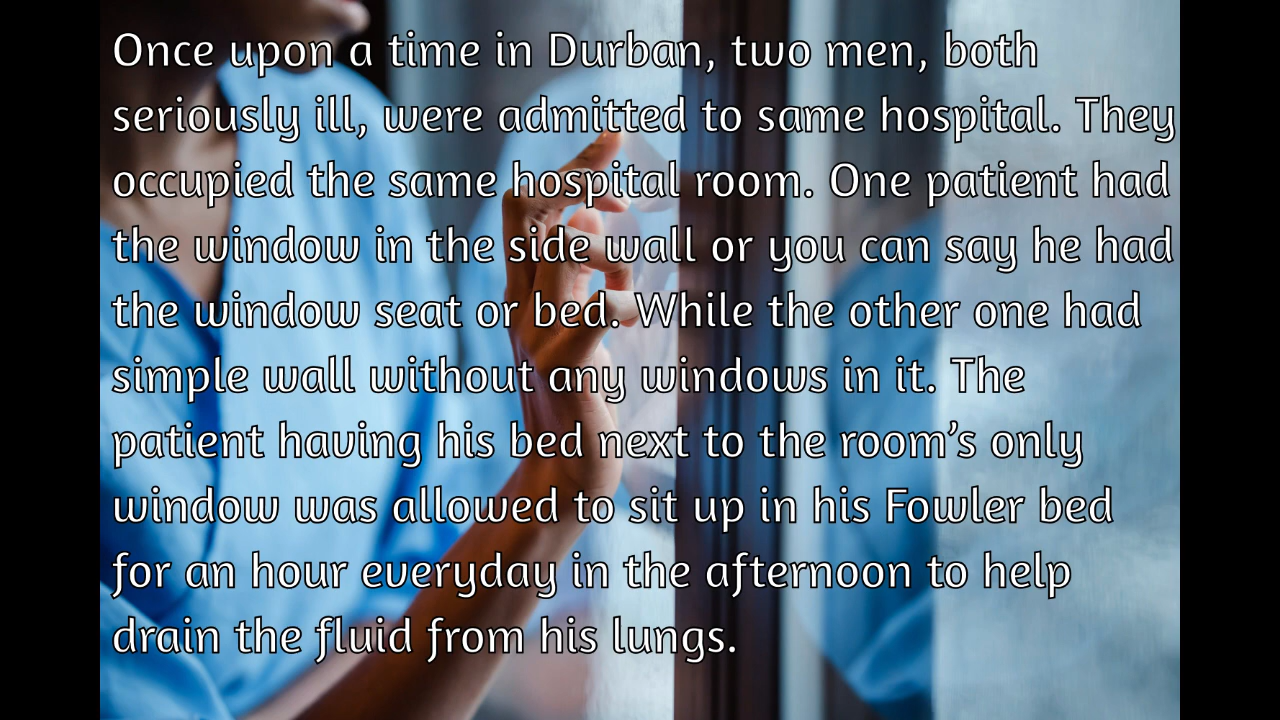 Once upon a time in Durban, two men, both
seriously ill, were admitted to same hospital. They
occupied the same hospital room. One patient had
the window in the side wall or you can say he had
the window seat or bed. While the other one had
simple wall without any windows in it. The
patient having his bed next to the room’s only
window was allowed to sit up in his Fowler bed
for an hour everyday in the afternoon to help
drain the fluid from his lungs.